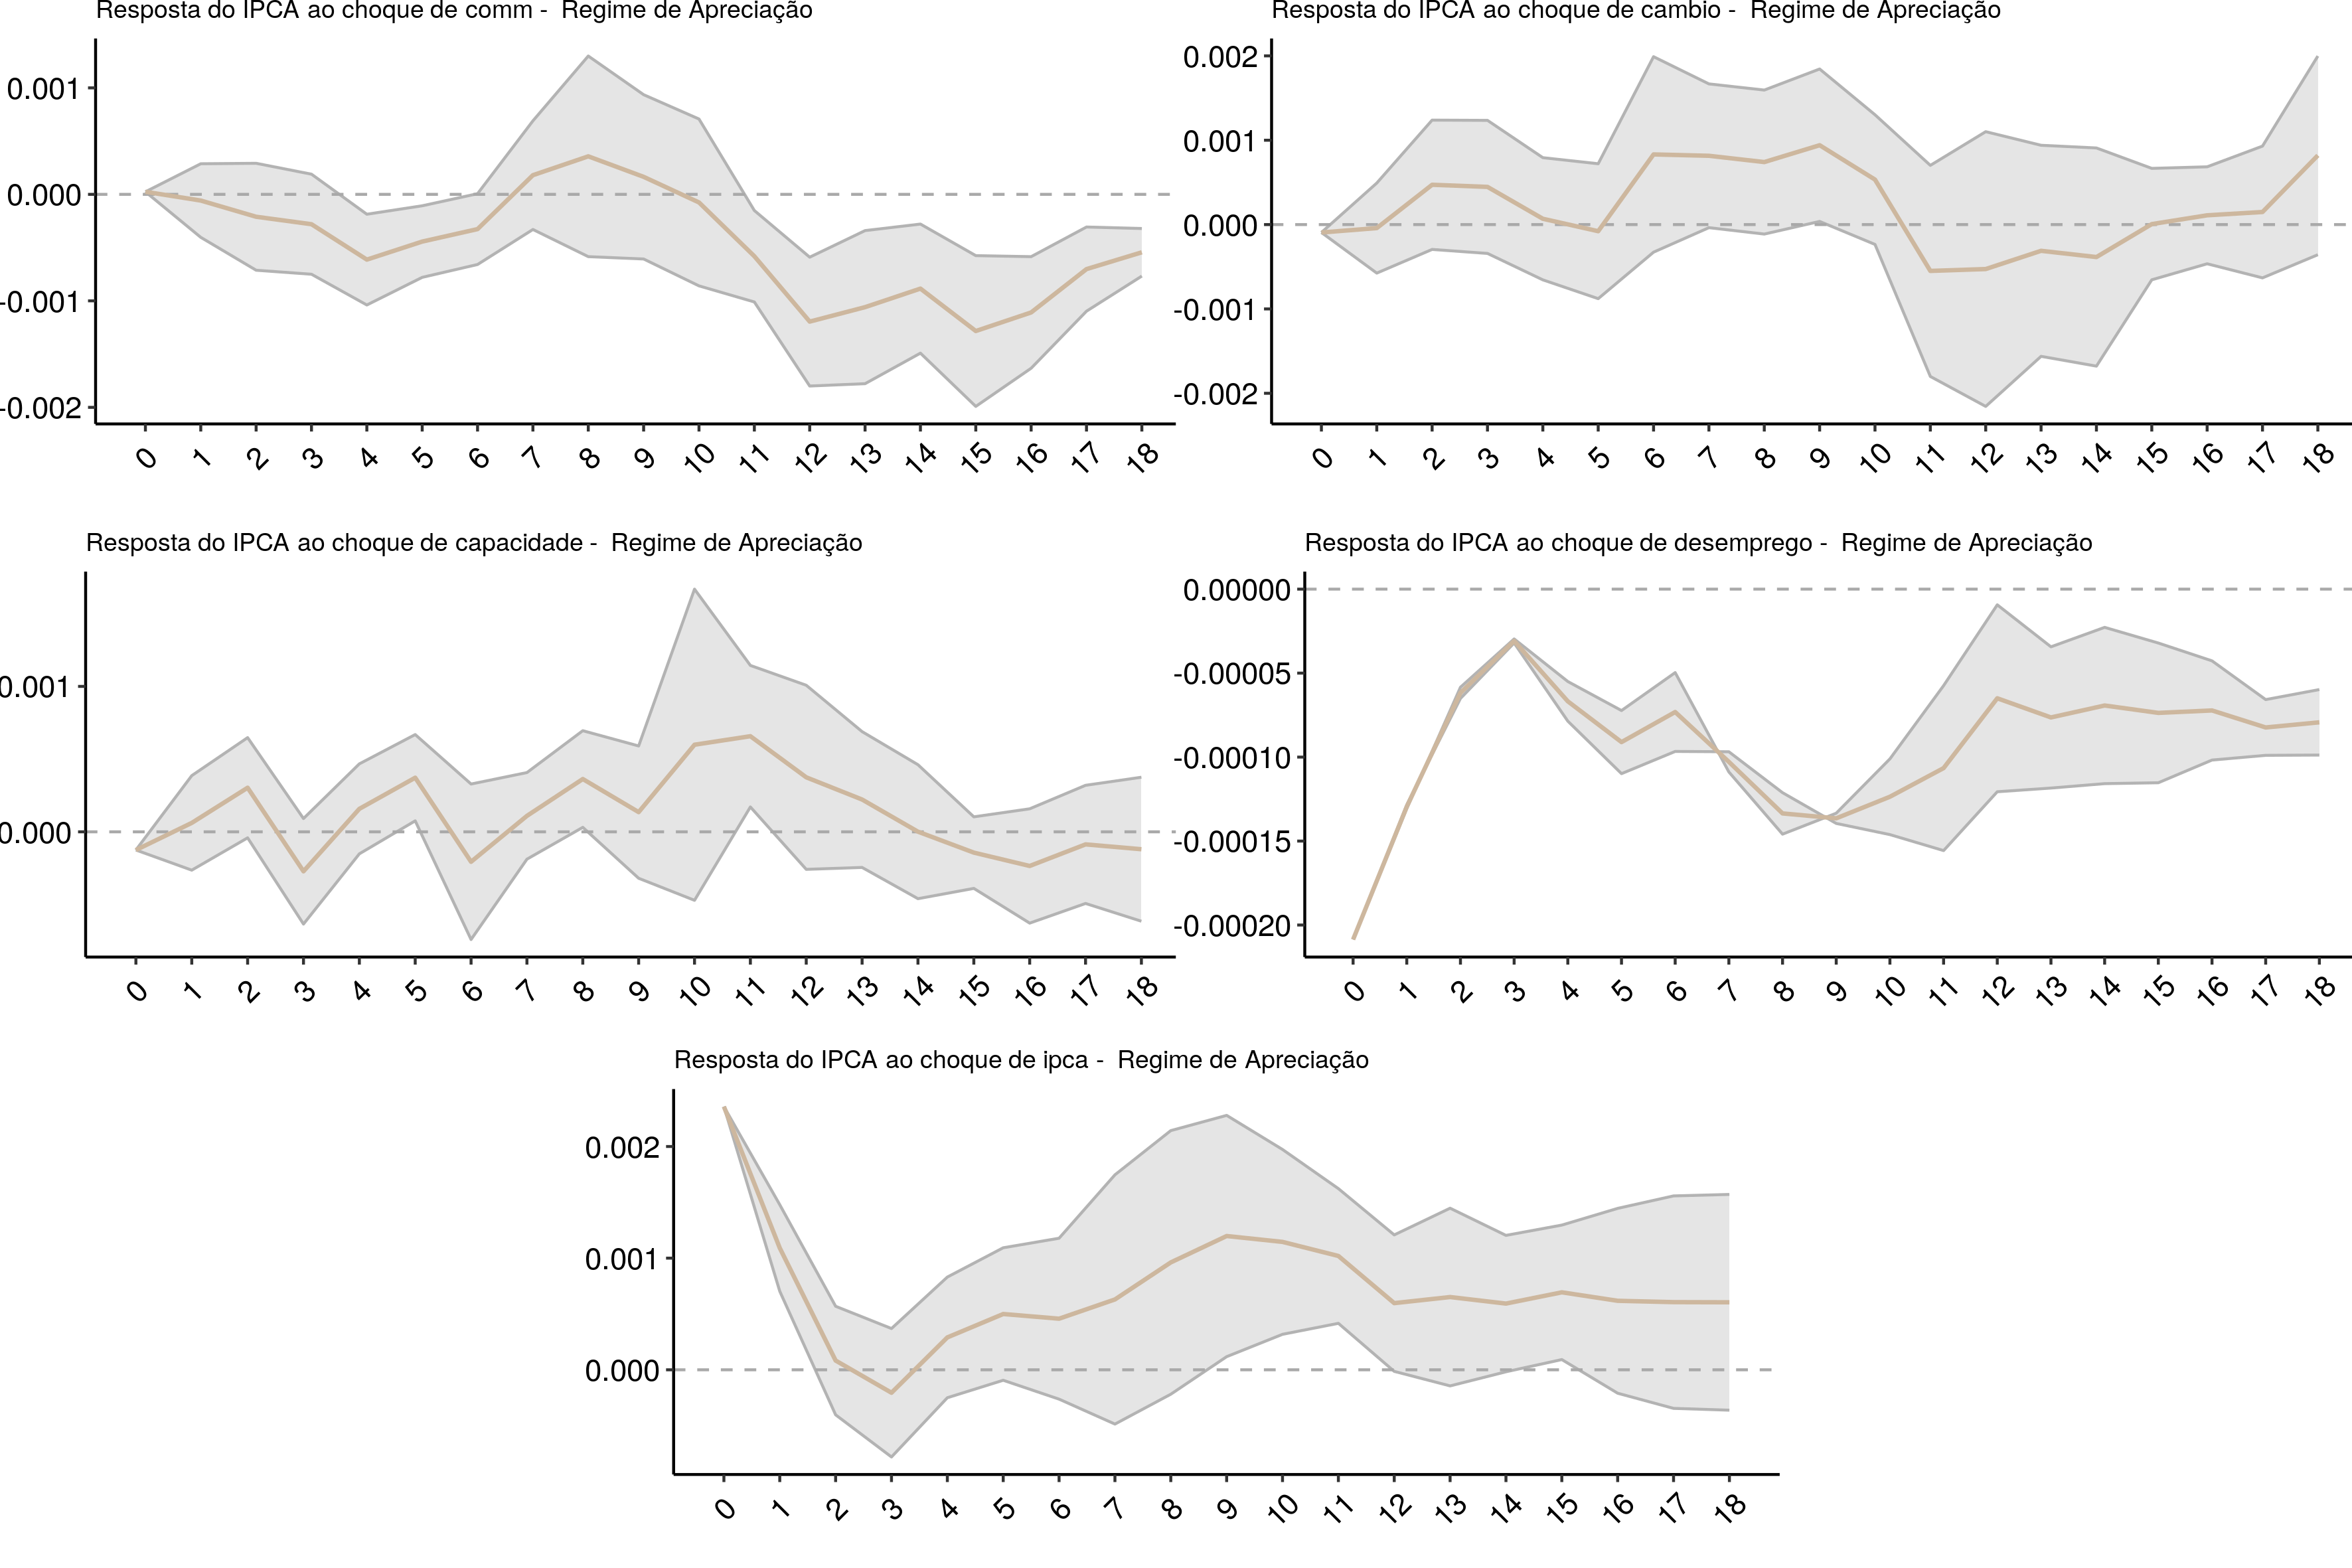 Resposta do IPCA ao choque de comm - Regime de Apreciação
0.001
0.000
-0.001
-0.002
0 1 2 3 4 5 6 7 8 9 10 11 12 13 14 15 16 17 18
Resposta do IPCA ao choque de cambio - Regime de Apreciação
0.002
0.001
0.000
-0.001
-0.002
0 1 2 3 4 5 6 7 8 9 10 11 12 13 14 15 16 17 18
Resposta do IPCA ao choque de capacidade - Regime de Apreciação
0.001
0.000
0 1 2 3 4 5 6 7 8 9 10 11 12 13 14 15 16 17 18
Resposta do IPCA ao choque de desemprego - Regime de Apreciação
0.00000
-0.00005
-0.00010
-0.00015
-0.00020
0 1 2 3 4 5 6 7 8 9 10 11 12 13 14 15 16 17 18
Resposta do IPCA ao choque de ipca - Regime de Apreciação
0.002
0.001
0.000
0 1 2 3 4 5 6 7 8 9 10 11 12 13 14 15 16 17 18